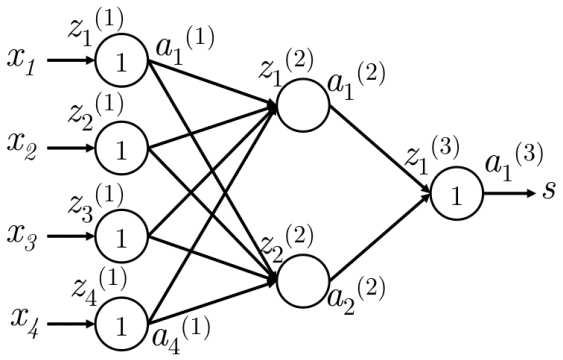 x₁ z₁⁽¹⁾ 1 a₁⁽¹⁾
x₂ z₂⁽¹⁾ 1
x₃ z₃⁽¹⁾ 1
x₄ z₄⁽¹⁾ 1 a₄⁽¹⁾
z₁⁽²⁾ a₁⁽²⁾
z₂⁽²⁾ a₂⁽²⁾
z₁⁽³⁾ 1 a₁⁽³⁾ s